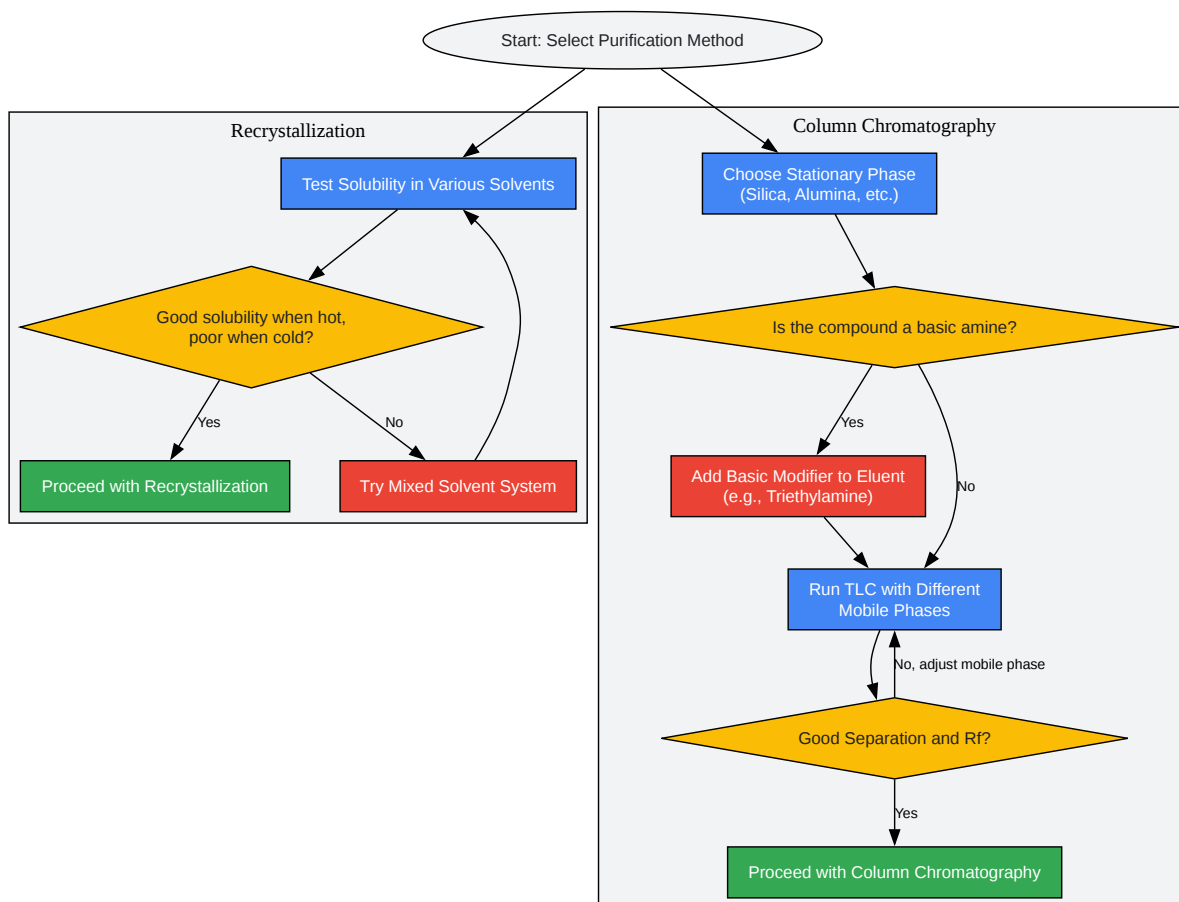 Start: Select Purification Method
Recrystallization
Test Solubility in Various Solvents
Good solubility when hot,
poor when cold?
Yes
No
Proceed with Recrystallization
Try Mixed Solvent System
Column Chromatography
Choose Stationary Phase
(Silica, Alumina, etc.)
Is the compound a basic amine?
Yes
No
Add Basic Modifier to Eluent
(e.g., Triethylamine)
Run TLC with Different
Mobile Phases
No, adjust mobile phase
Good Separation and Rf?
Yes
Proceed with Column Chromatography